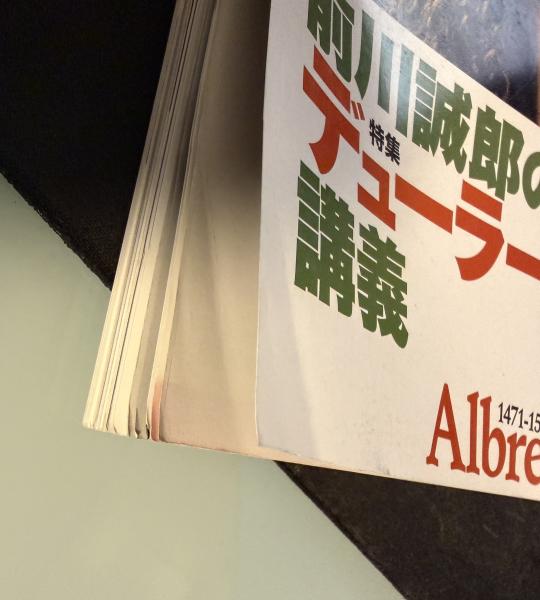 前川誠郎の
特集
デューラー
講義
1471-15
Albre